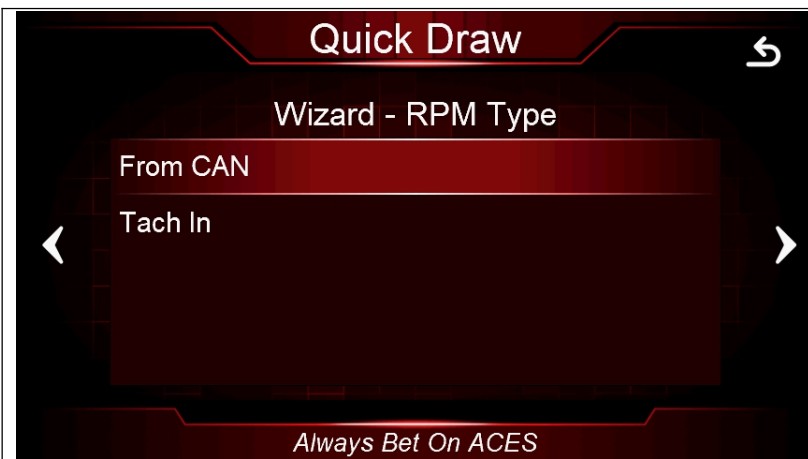 Quick Draw
Wizard - RPM Type
From CAN
Tach In
Always Bet On ACES